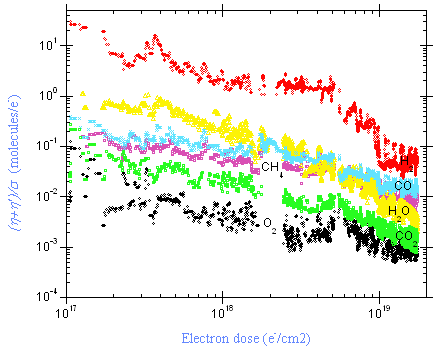 (η+η')/σ (molecules/e⁻)
10¹
10⁰
10⁻¹
10⁻²
10⁻³
10⁻⁴
H
CH₄
CO
H₂O
O₂
CO₂
10¹⁷
10¹⁸
10¹⁹
Electron dose (e⁻/cm2)